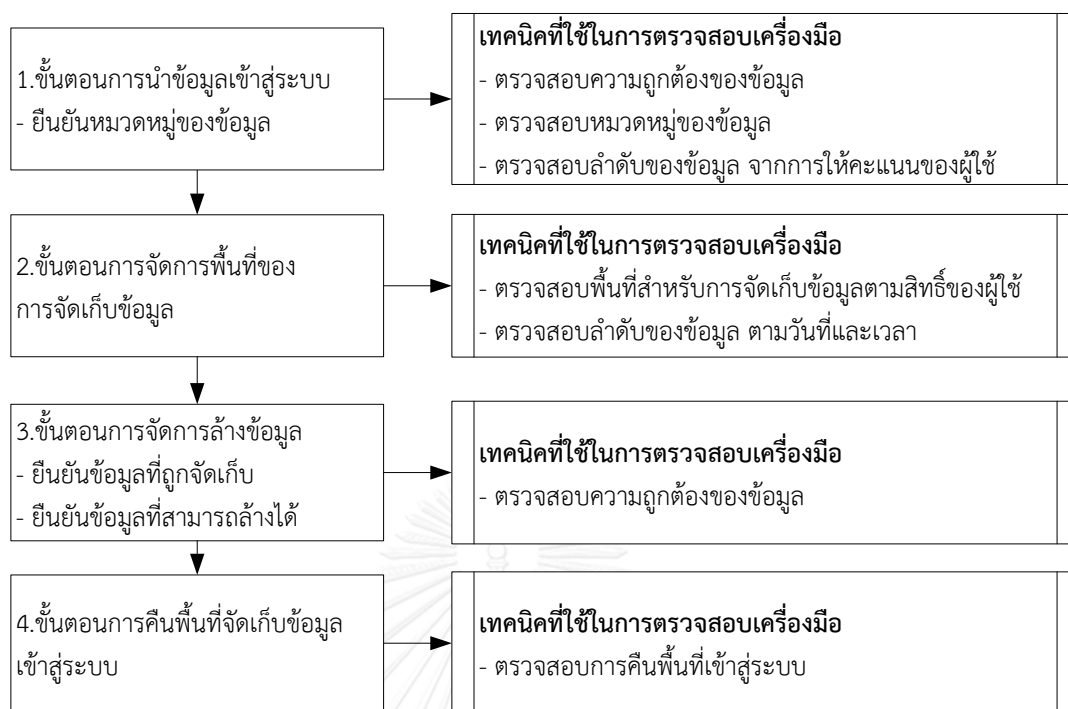 1.ขั้นตอนการนำข้อมูลเข้าสู่ระบบ
- ยืนยันหมวดหมู่ของข้อมูล
เทคนิคที่ใช้ในการตรวจสอบเครื่องมือ
- ตรวจสอบความถูกต้องของข้อมูล
- ตรวจสอบหมวดหมู่ของข้อมูล
- ตรวจสอบลำดับของข้อมูล จากการให้คะแนนของผู้ใช้
2.ขั้นตอนการจัดการพื้นที่ของ
การจัดเก็บข้อมูล
เทคนิคที่ใช้ในการตรวจสอบเครื่องมือ
- ตรวจสอบพื้นที่สำหรับการจัดเก็บข้อมูลตามสิทธิ์ของผู้ใช้
- ตรวจสอบลำดับของข้อมูล ตามวันที่และเวลา
3.ขั้นตอนการจัดการล้างข้อมูล
- ยืนยันข้อมูลที่ถูกจัดเก็บ
- ยืนยันข้อมูลที่สามารถล้างได้
เทคนิคที่ใช้ในการตรวจสอบเครื่องมือ
- ตรวจสอบความถูกต้องของข้อมูล
4.ขั้นตอนการคืนพื้นที่จัดเก็บข้อมูล
เข้าสู่ระบบ
เทคนิคที่ใช้ในการตรวจสอบเครื่องมือ
- ตรวจสอบการคืนพื้นที่เข้าสู่ระบบ